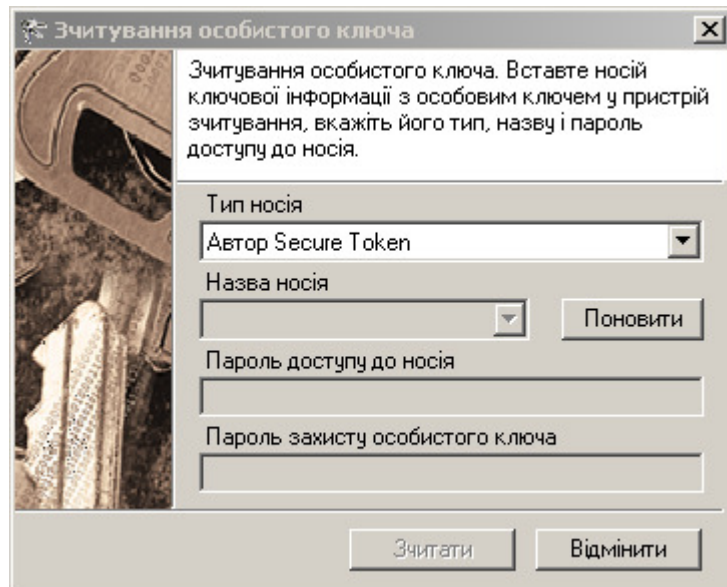 Зчитування особистого ключа
Зчитування особистого ключа. Вставте носій
ключової інформації з особовим ключем у пристрій
зчитування, вкажіть його тип, назву і пароль
доступу до носія.
Тип носія
Автор Secure Token
Назва носія
Поновити
Пароль доступу до носія
Пароль захисту особистого ключа
Зчитати Відмінити